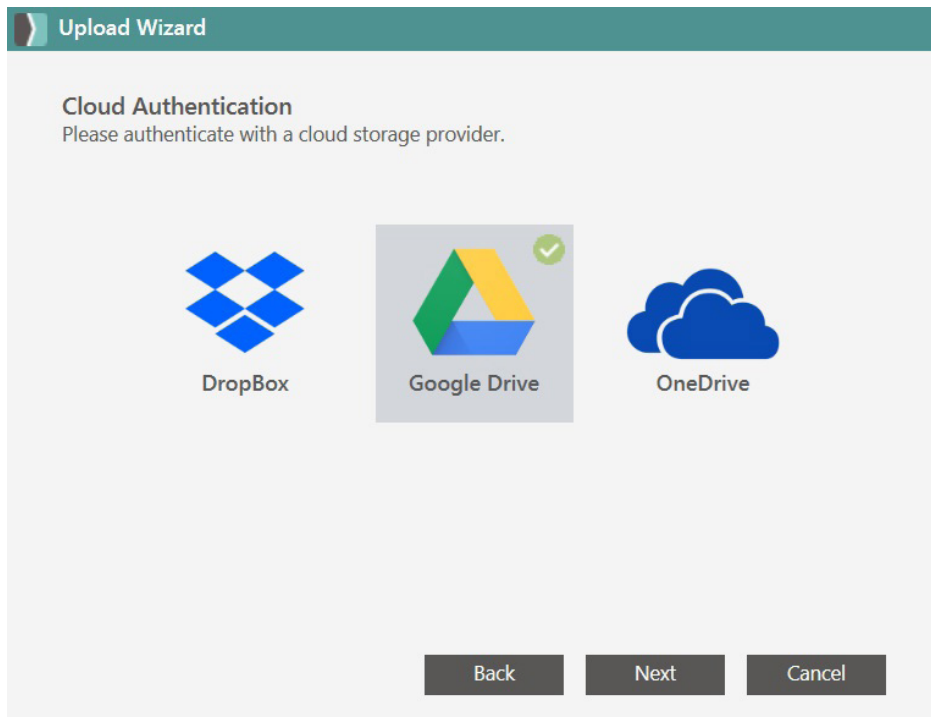 Upload Wizard
Cloud Authentication
Please authenticate with a cloud storage provider.
DropBox
Google Drive
OneDrive
Back
Next
Cancel